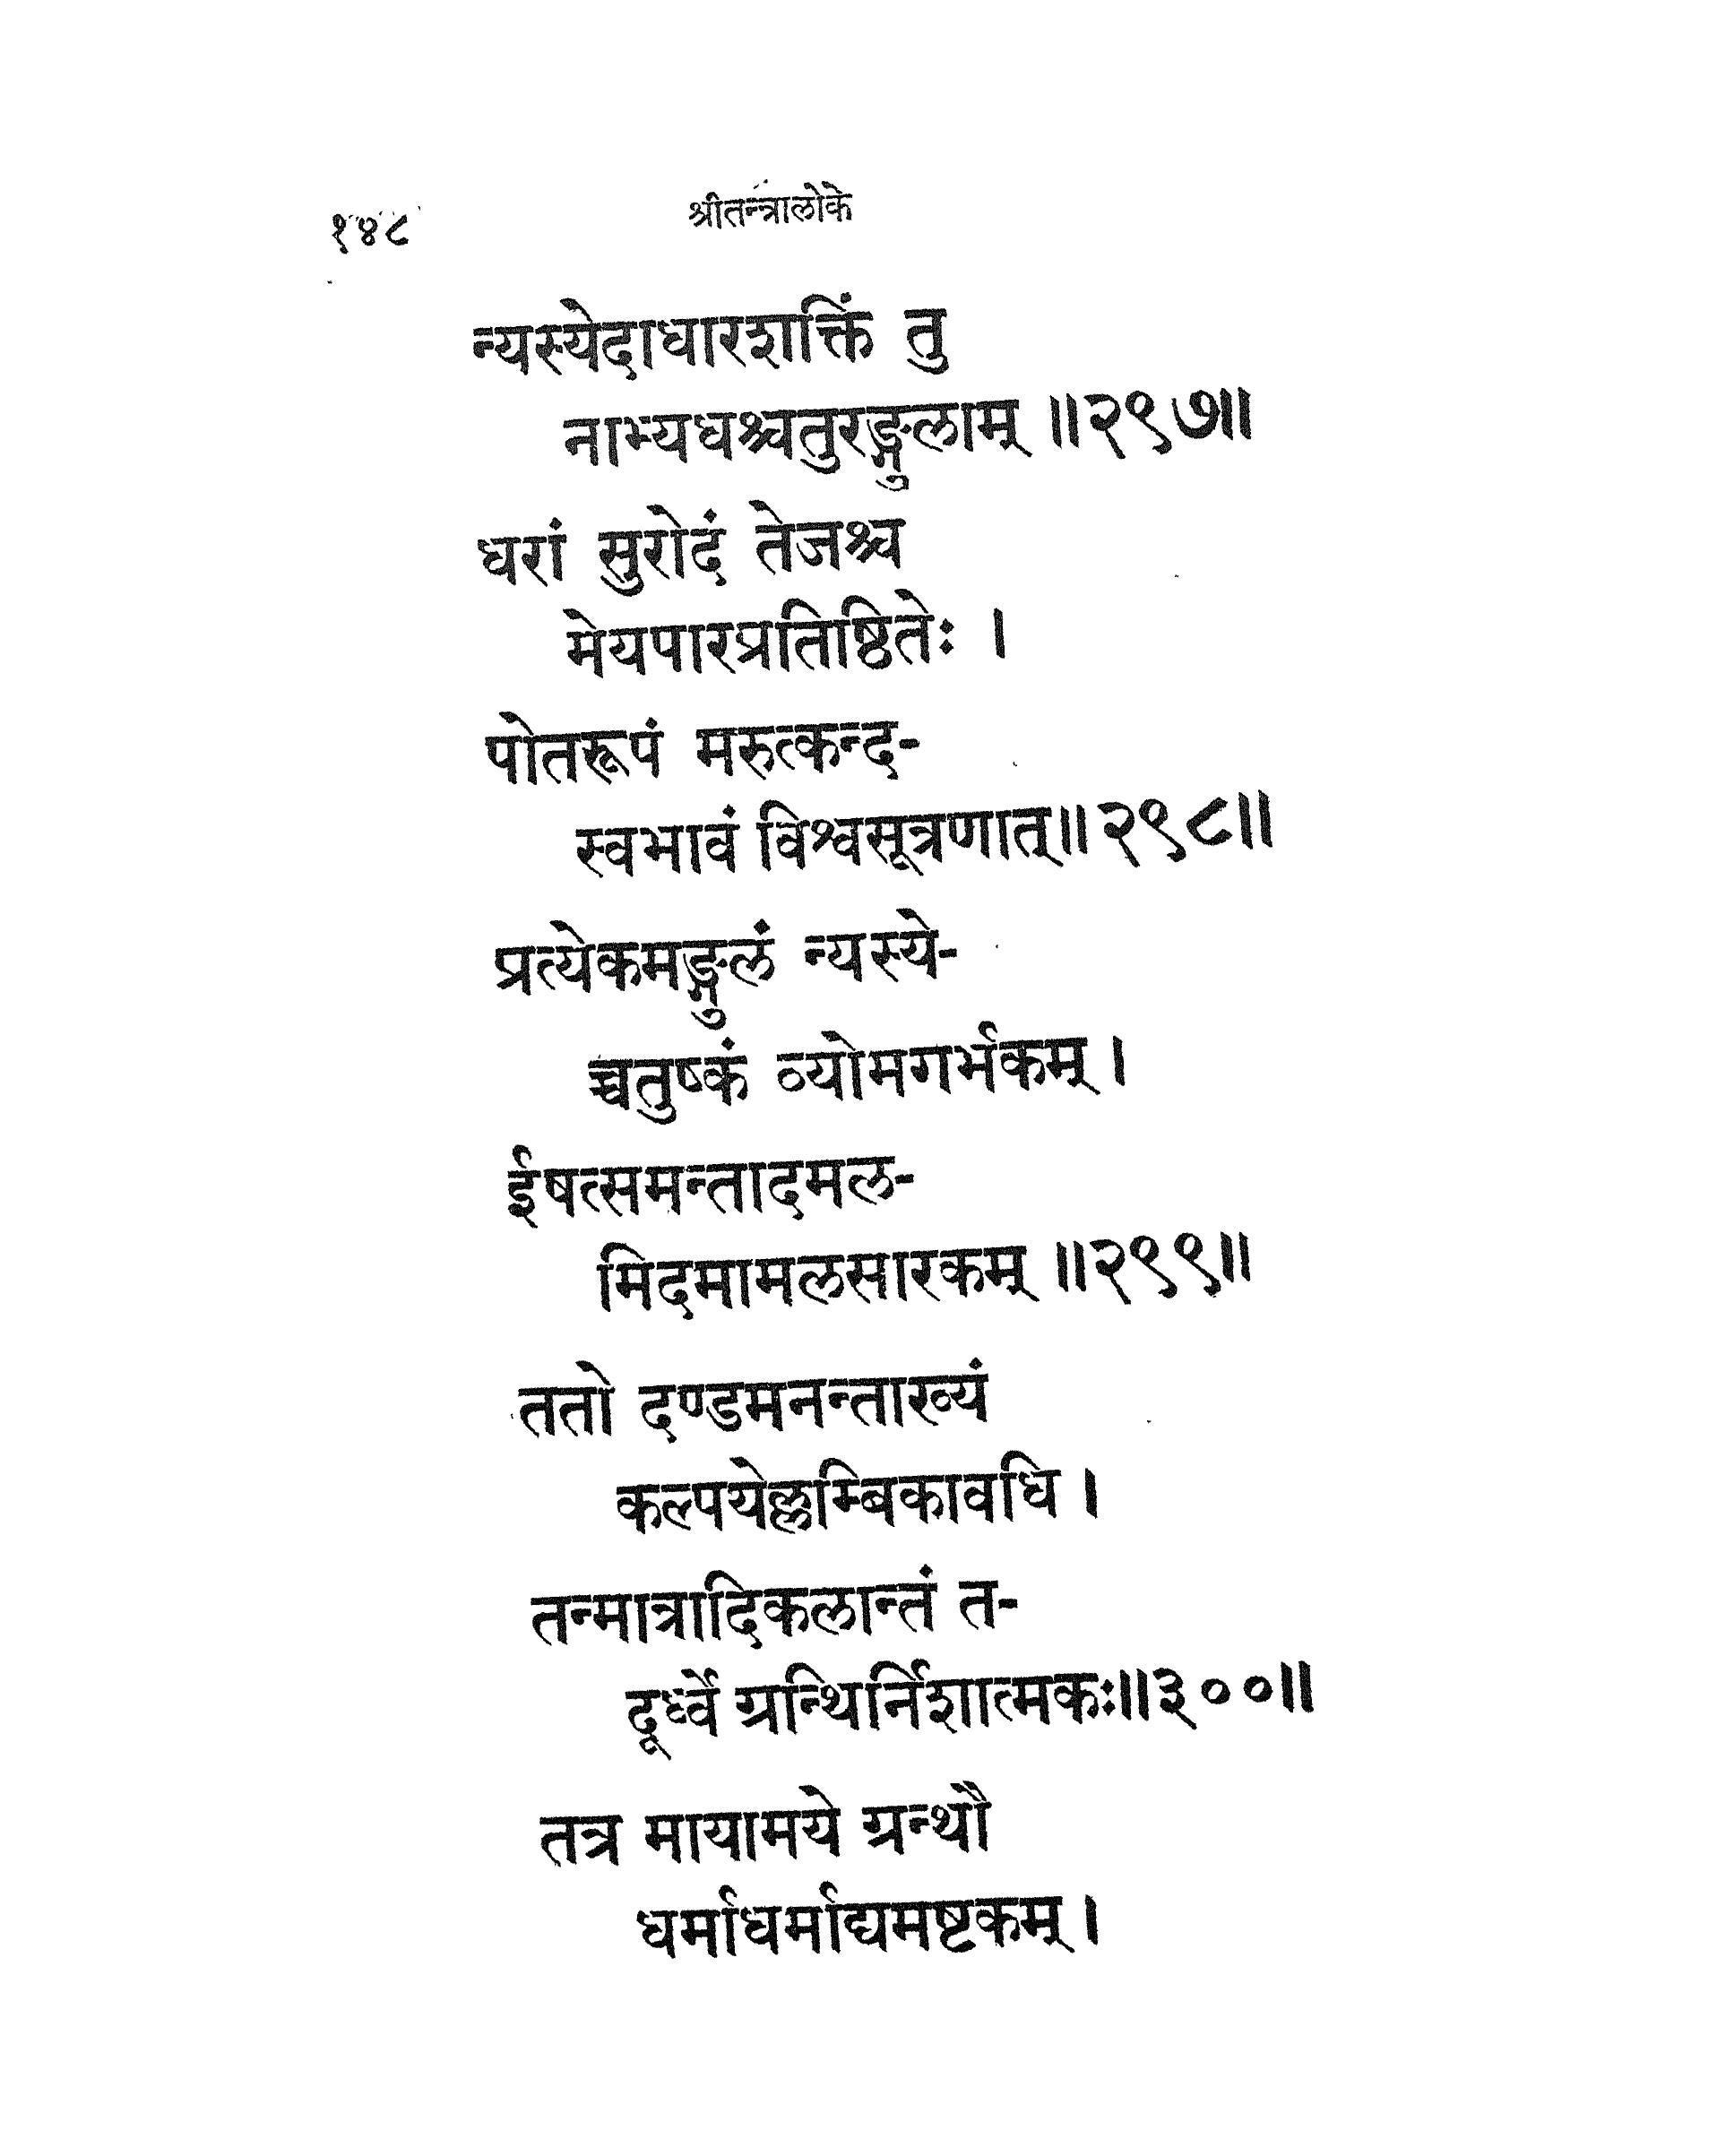 १४८
श्रीतन्त्रालोके
न्यस्येदाधारशक्तिं तु
नाभ्यधश्चतुरङ्गुलाम् ॥२९७॥
धरां सुरोदं तेजश्च
मेयपारप्रतिष्ठितेः ।
पोतरूपं मरुत्कन्द-
स्वभावं विश्वसूत्रणात्॥२९८॥
प्रत्येकमङ्गुलं न्यस्ये-
च्चतुष्कं व्योमगर्भकम् ।
ईषत्समन्तादमल-
मिदमामलसारकम् ॥२९९॥
ततो दण्डमनन्ताख्यं
कल्पयेल्लम्बिकावधि ।
तन्मात्रादिकलान्तं त-
दूर्ध्वे ग्रन्थिर्निशात्मकः॥३००॥
तत्र मायामये ग्रन्थौ
धर्माधर्माद्यमष्टकम् ।